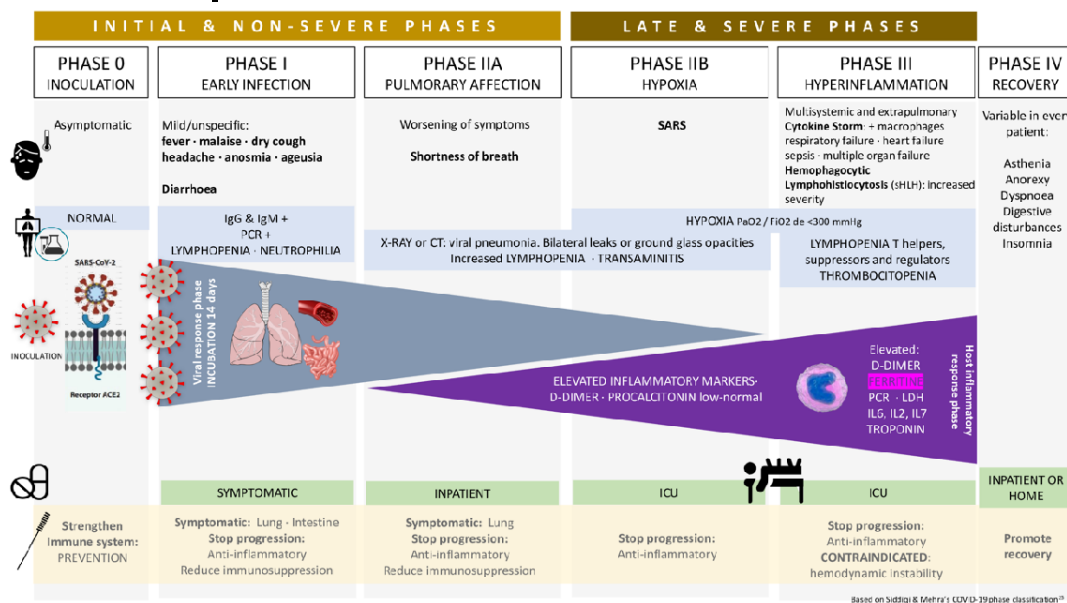 INITIAL & NON-SEVERE PHASES
LATE & SEVERE PHASES
PHASE 0
INOCULATION
PHASE I
EARLY INFECTION
PHASE IIA
PULMORARY AFFECTION
PHASE IIB
HYPOXIA
PHASE III
HYPERINFLAMMATION
PHASE IV
RECOVERY
Asymptomatic
Mild/unspecific:
fever · malaise · dry cough
headache · anosmia · ageusia
Diarrhoea
Worsening of symptoms
Shortness of breath
SARS
Multisystemic and extrapulmonary
Cytokine Storm: + macrophages
respiratory failure · heart failure
sepsis · multiple organ failure
Hemophagocytic
Lymphohistiocytosis (sHLH): increased
severity
Variable in every
patient:
Asthenia
Anorexy
Dyspnoea
Digestive
disturbances
Insomnia
NORMAL
IgG & IgM +
PCR +
LYMPHOPENIA · NEUTROPHILIA
X-RAY or CT: viral pneumonia. Bilateral leaks or ground glass opacities
Increased LYMPHOPENIA · TRANSAMINITIS
HYPOXIA PaO2 / FiO2 de <300 mmHg
LYMPHOPENIA T helpers,
suppressors and regulators
THROMBOCITOPENIA
SARS-CoV-2
INOCULATION
Receptor ACE2
Viral response phase
INCUBATION 14 days
ELEVATED INFLAMMATORY MARKERS·
D-DIMER · PROCALCITONIN low-normal
Elevated:
D-DIMER
FERRITINE
PCR · LDH
IL6, IL2, IL7
TROPONIN
Host inflammatory
response phase
SYMPTOMATIC
INPATIENT
ICU
ICU
INPATIENT OR
HOME
Strengthen
Immune system:
PREVENTION
Symptomatic: Lung · Intestine
Stop progression:
Anti-inflammatory
Reduce immunosuppression
Symptomatic: Lung
Stop progression:
Anti-inflammatory
Reduce immunosuppression
Stop progression:
Anti-inflammatory
Stop progression:
Anti-inflammatory
CONTRAINDICATED:
hemodynamic instability
Promote
recovery
Based on Siddiqi & Mehra's COVID-19 phase classification